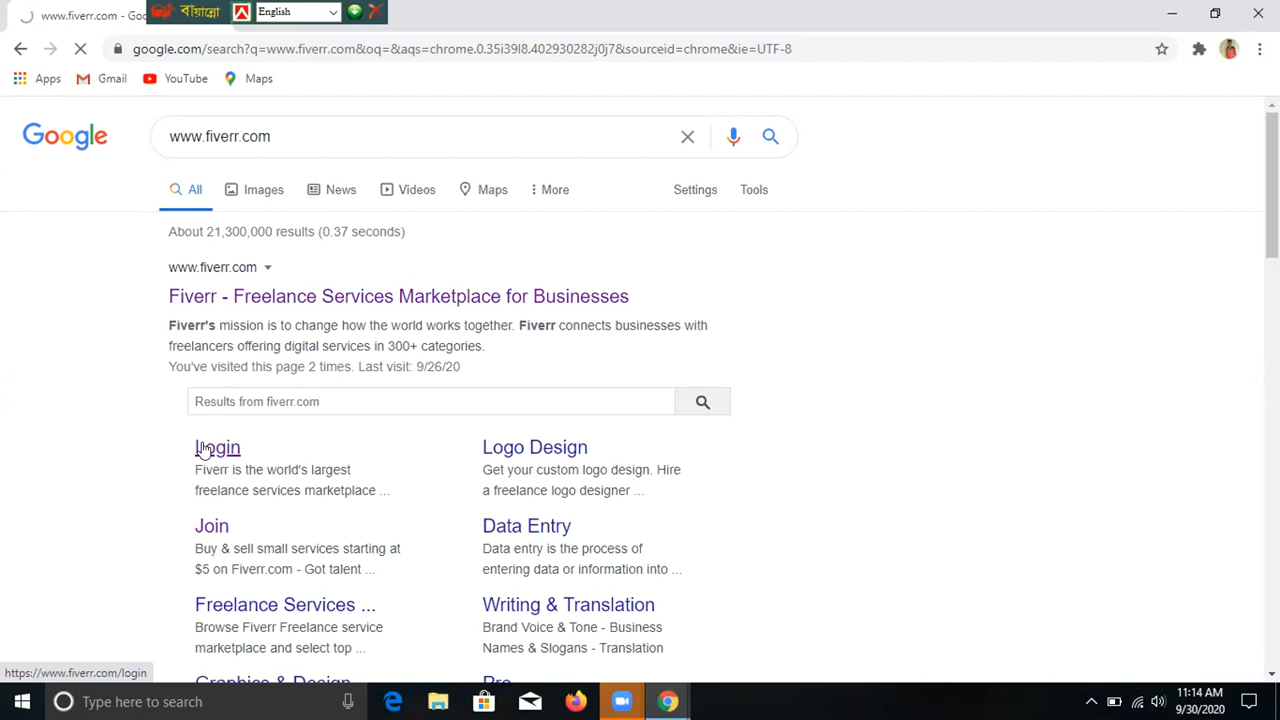 www.fiverr.com - Goo
বায়ান্নো
English
google.com/search?q=www.fiverr.com&oq=&aqs=chrome.0.35i39l8.402930282j0j7&sourceid=chrome&ie=UTF-8
Apps Gmail YouTube Maps
Google www.fiverr.com
All Images News Videos Maps More Settings Tools
About 21,300,000 results (0.37 seconds)
www.fiverr.com
Fiverr - Freelance Services Marketplace for Businesses
Fiverr's mission is to change how the world works together. Fiverr connects businesses with
freelancers offering digital services in 300+ categories.
You've visited this page 2 times. Last visit: 9/26/20
Results from fiverr.com
Login
Fiverr is the world's largest
freelance services marketplace ...
Logo Design
Get your custom logo design. Hire
a freelance logo designer ...
Join
Buy & sell small services starting at
$5 on Fiverr.com - Got talent ...
Data Entry
Data entry is the process of
entering data or information into ...
Freelance Services ...
Browse Fiverr Freelance service
marketplace and select top ...
Writing & Translation
Brand Voice & Tone - Business
Names & Slogans - Translation
Graphics & Design
Pro
https://www.fiverr.com/login
Type here to search
11:14 AM
9/30/2020